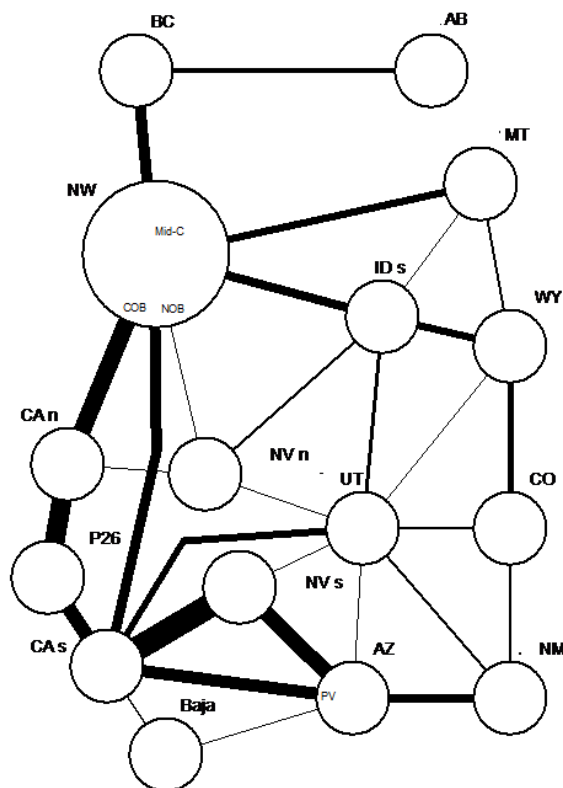 BC
AB
MT
NW
Mid-C
ID s
WY
COB
NOB
CA n
NV n
UT
CO
P26
NV s
CA s
AZ
NM
Baja
PV